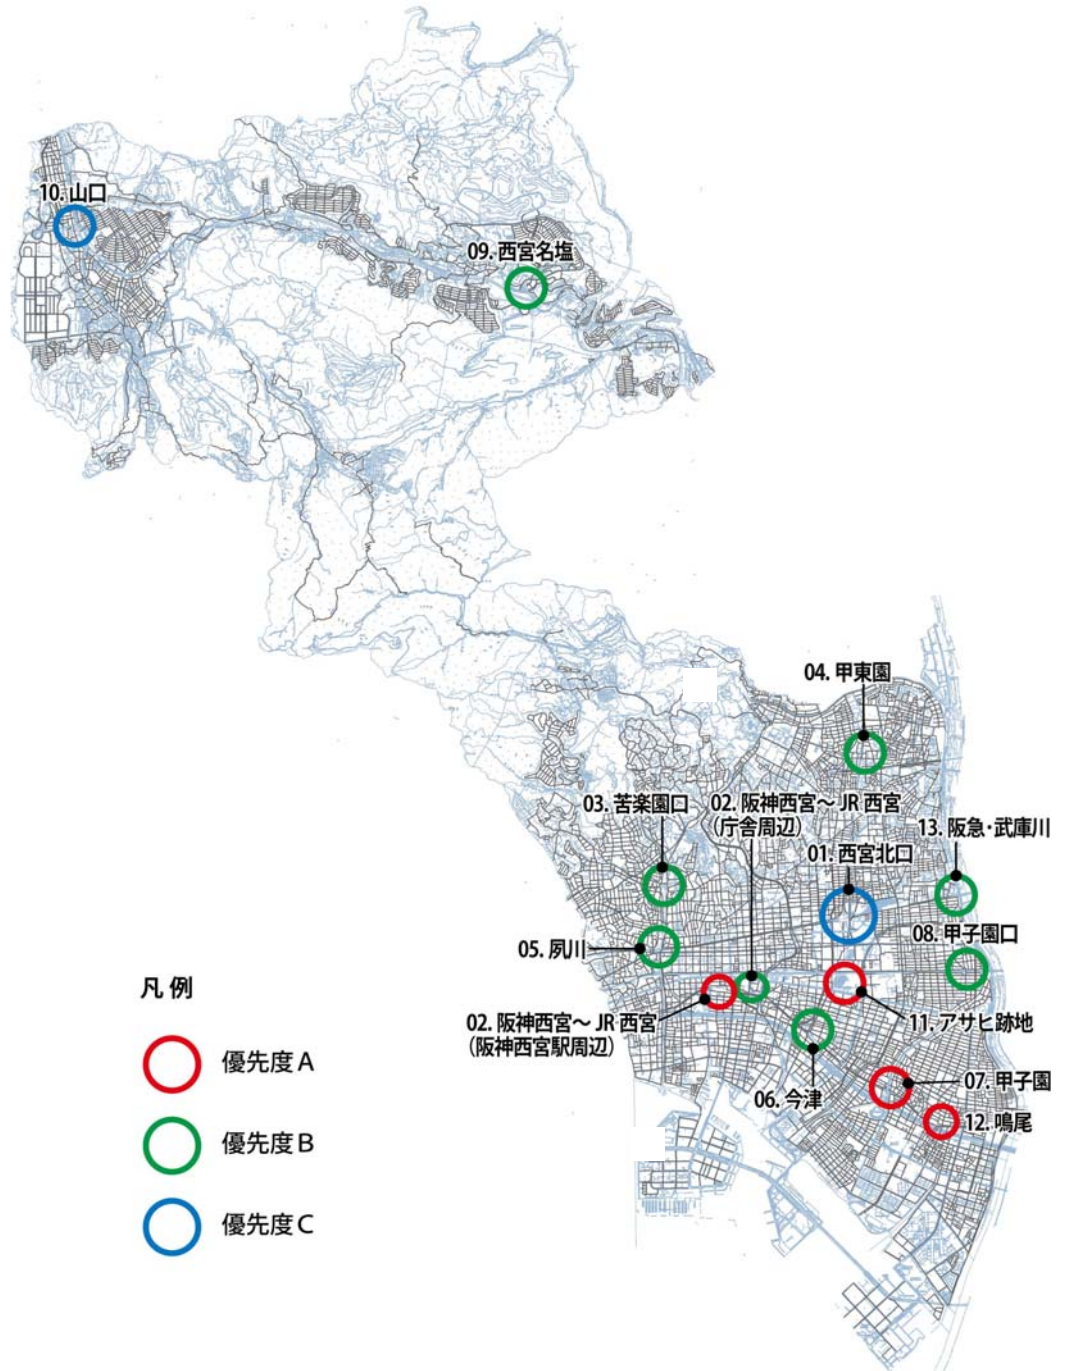 10. 山口
09. 西宮名塩
04. 甲東園
03. 苦楽園口
02. 阪神西宮～JR 西宮
（庁舎周辺）
13. 阪急･武庫川
01. 西宮北口
08. 甲子園口
05. 夙川
凡 例
02. 阪神西宮～JR 西宮
（阪神西宮駅周辺）
11. アサヒ跡地
優先度A
07. 甲子園
06. 今津
12. 鳴尾
優先度B
優先度C